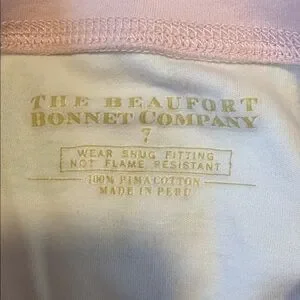 THE BEAUFORT
BONNET COMPANY
7
WEAR SNUG FITTING
NOT FLAME RESISTANT
100% PIMA COTTON
MADE IN PERU